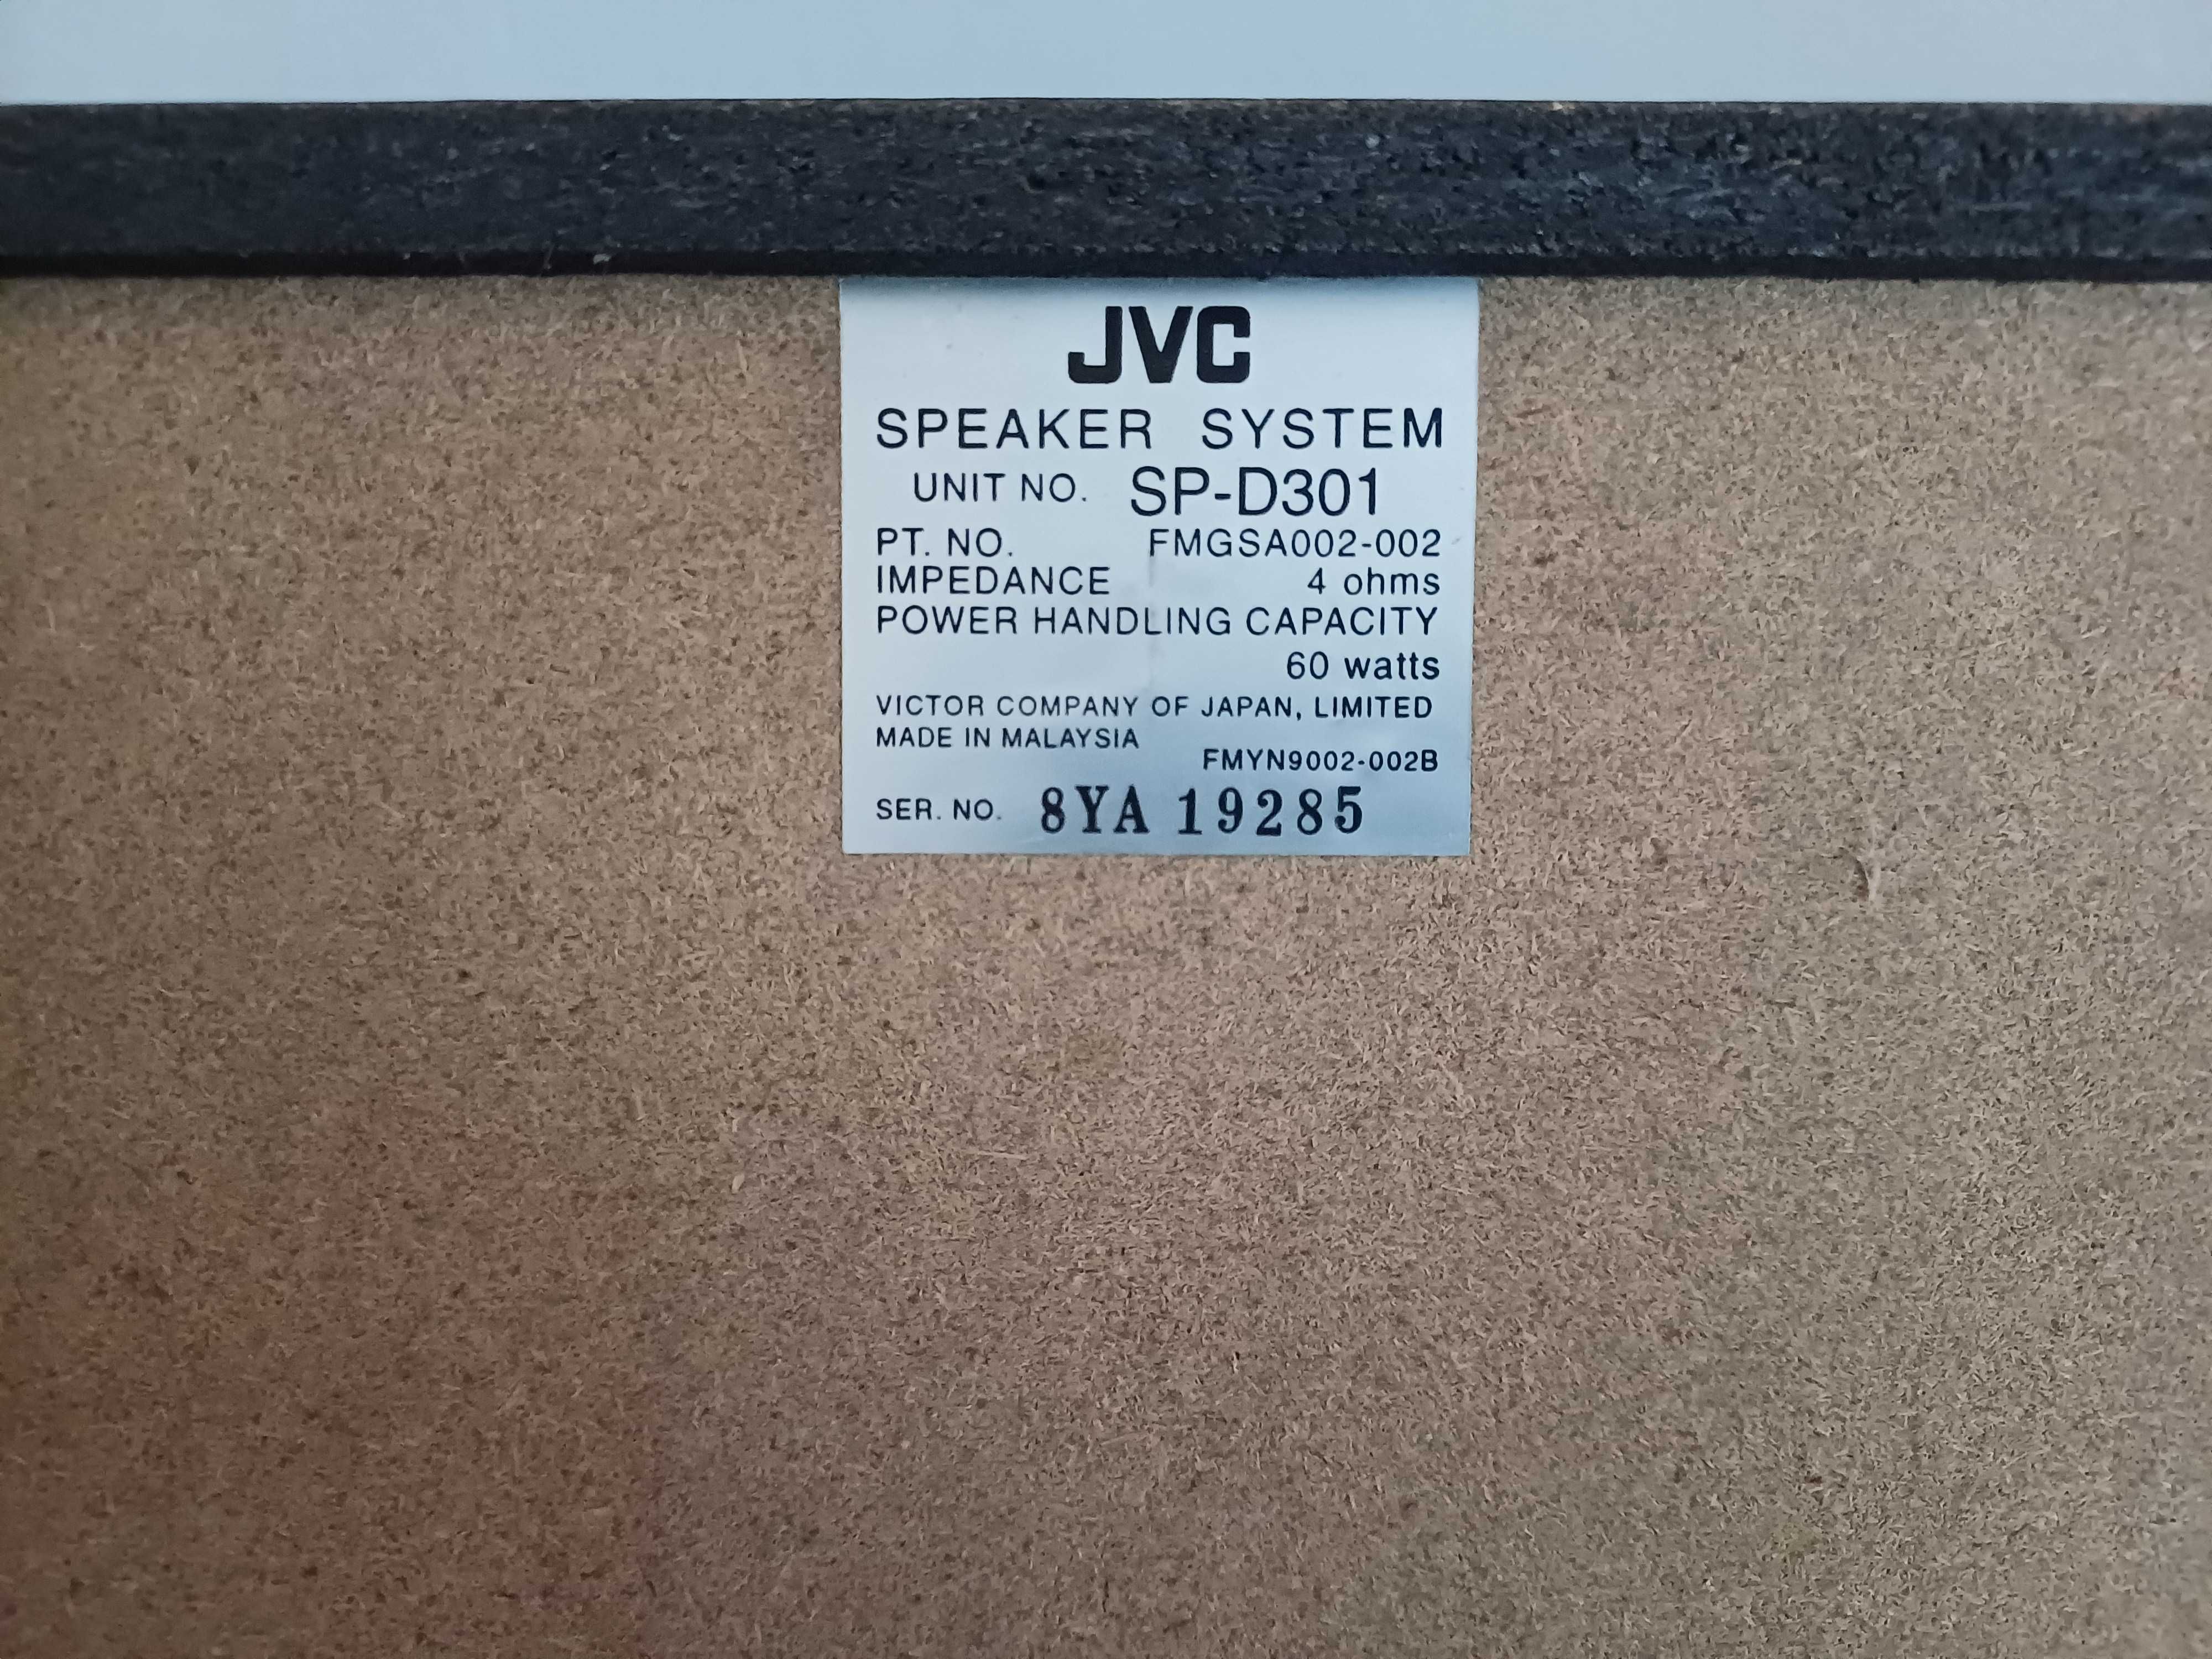 JVC
SPEAKER SYSTEM
UNIT NO. SP-D301
PT. NO. FMGSA002-002
IMPEDANCE 4 ohms
POWER HANDLING CAPACITY
60 watts
VICTOR COMPANY OF JAPAN, LIMITED
MADE IN MALAYSIA
FMYN9002-002B
SER. NO. 8YA 19285